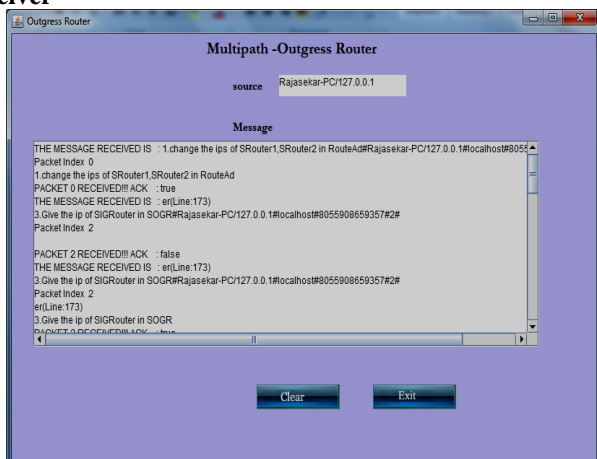 Outgress Router
Multipath -Outgress Router
source Rajasekar-PC/127.0.0.1
Message
THE MESSAGE RECEIVED IS : 1.change the ips of SRouter1,SRouter2 in RouteAd#Rajasekar-PC/127.0.0.1#localhost#8055
Packet Index 0
1.change the ips of SRouter1,SRouter2 in RouteAd
PACKET 0 RECEIVED!!! ACK : true
THE MESSAGE RECEIVED IS : er(Line:173)
3.Give the ip of SIGRouter in SOGR#Rajasekar-PC/127.0.0.1#localhost#8055908659357#2#
Packet Index 2
PACKET 2 RECEIVED!!! ACK : false
THE MESSAGE RECEIVED IS : er(Line:173)
3.Give the ip of SIGRouter in SOGR#Rajasekar-PC/127.0.0.1#localhost#8055908659357#2#
Packet Index 2
er(Line:173)
3.Give the ip of SIGRouter in SOGR
PACKET 2 RECEIVED!!! ACK : true
Clear Exit